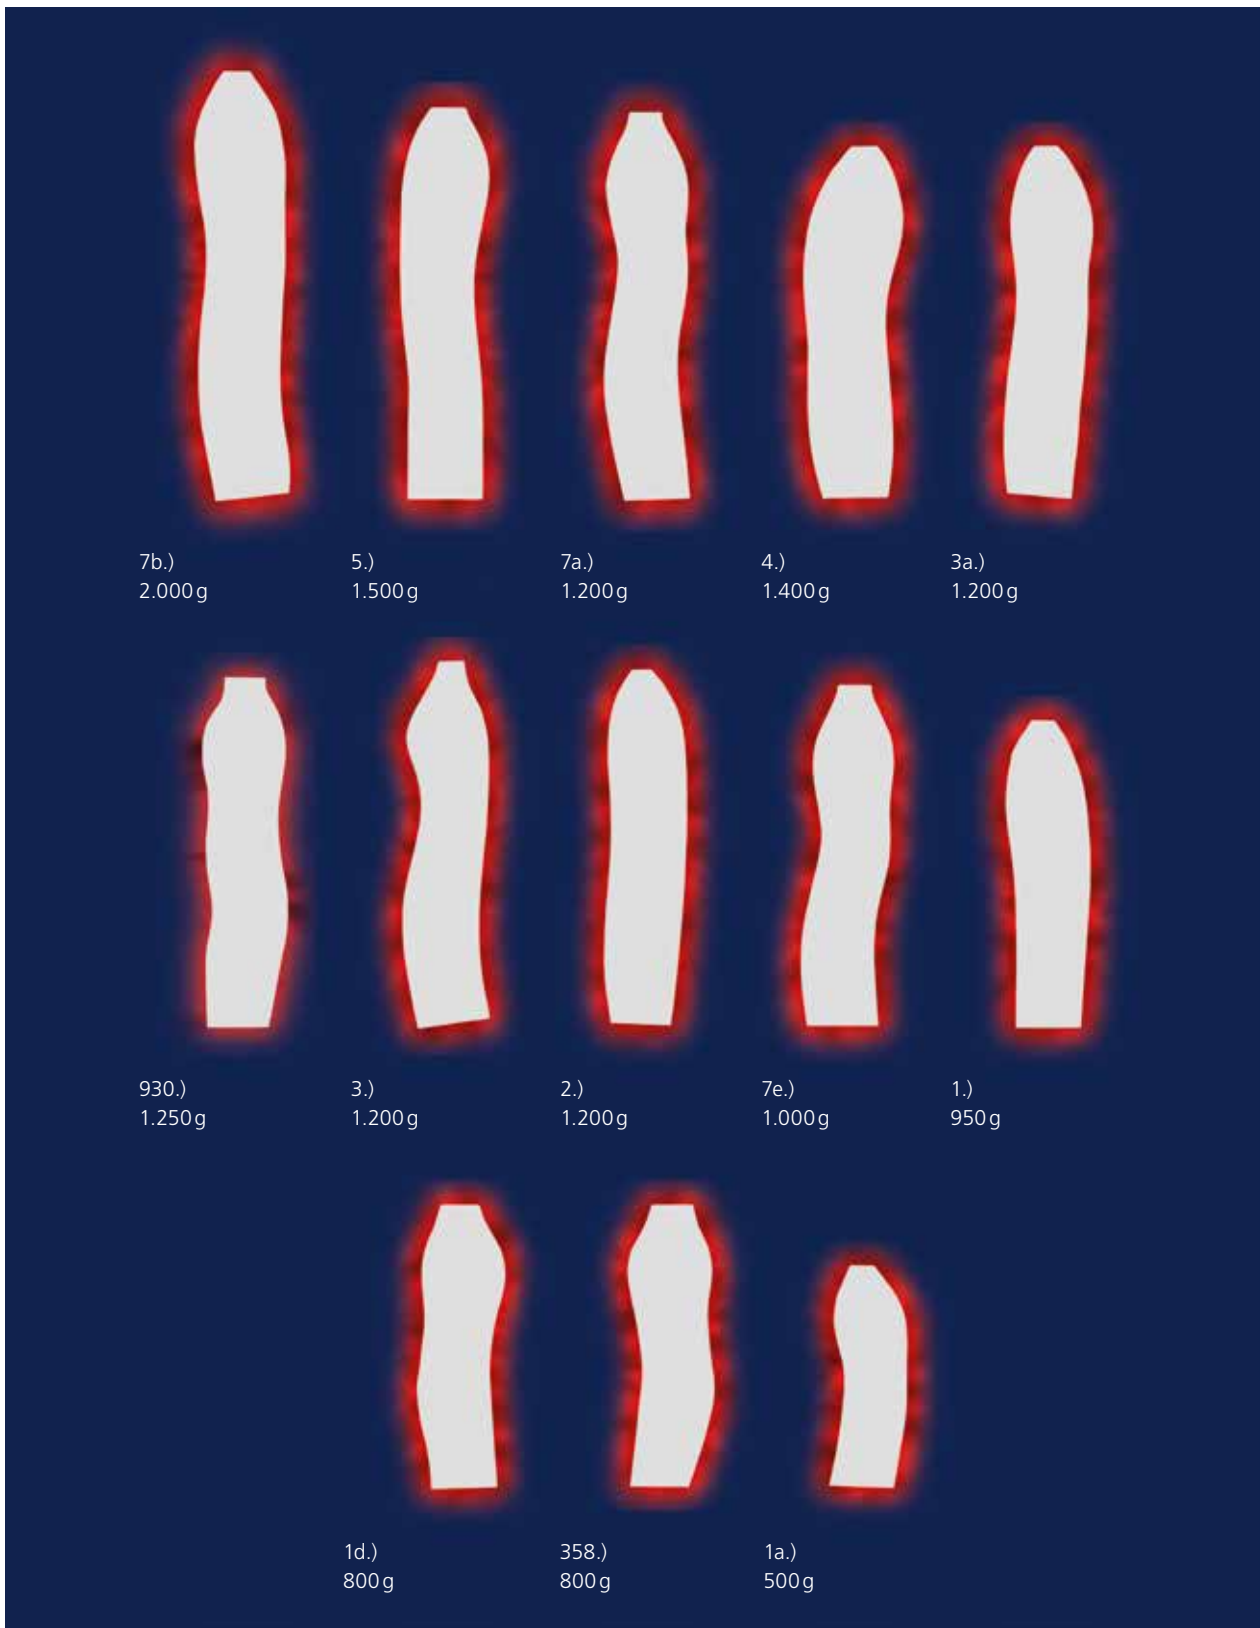 7b.)
2.000 g
5.)
1.500 g
7a.)
1.200 g
4.)
1.400 g
3a.)
1.200 g
930.)
1.250 g
3.)
1.200 g
2.)
1.200 g
7e.)
1.000 g
1.)
950 g
1d.)
800 g
358.)
800 g
1a.)
500 g